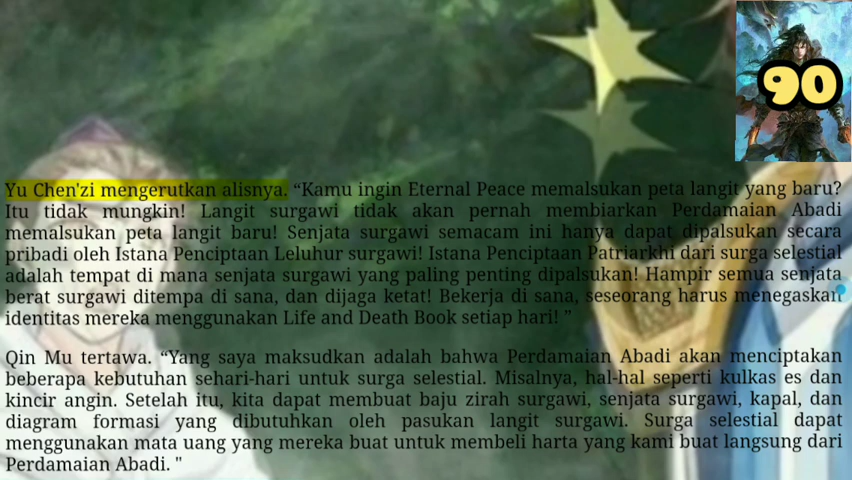 90
Yu Chen'zi mengerutkan alisnya. “Kamu ingin Eternal Peace memalsukan peta langit yang baru?
Itu tidak mungkin! Langit surgawi tidak akan pernah membiarkan Perdamaian Abadi
memalsukan peta langit baru! Senjata surgawi semacam ini hanya dapat dipalsukan secara
pribadi oleh Istana Penciptaan Leluhur surgawi! Istana Penciptaan Patriarkhi dari surga selestial
adalah tempat di mana senjata surgawi yang paling penting dipalsukan! Hampir semua senjata
berat surgawi ditempa di sana, dan dijaga ketat! Bekerja di sana, seseorang harus menegaskan
identitas mereka menggunakan Life and Death Book setiap hari! ”
Qin Mu tertawa. “Yang saya maksudkan adalah bahwa Perdamaian Abadi akan menciptakan
beberapa kebutuhan sehari-hari untuk surga selestial. Misalnya, hal-hal seperti kulkas es dan
kincir angin. Setelah itu, kita dapat membuat baju zirah surgawi, senjata surgawi, kapal, dan
diagram formasi yang dibutuhkan oleh pasukan langit surgawi. Surga selestial dapat
menggunakan mata uang yang mereka buat untuk membeli harta yang kami buat langsung dari
Perdamaian Abadi. "